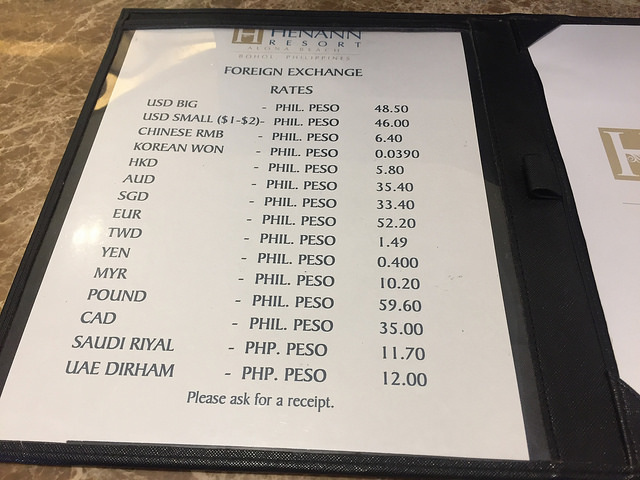 H HENANN
RESORT
ALONA BEACH
BOHOL · PHILIPPINES
FOREIGN EXCHANGE
RATES
USD BIG - PHIL. PESO 48.50
USD SMALL ($1-$2)- PHIL. PESO 46.00
CHINESE RMB - PHIL. PESO 6.40
KOREAN WON - PHIL. PESO 0.0390
HKD - PHIL. PESO 5.80
AUD - PHIL. PESO 35.40
SGD - PHIL. PESO 33.40
EUR - PHIL. PESO 52.20
TWD - PHIL. PESO 1.49
YEN - PHIL. PESO 0.400
MYR - PHIL. PESO 10.20
POUND - PHIL. PESO 59.60
CAD - PHIL. PESO 35.00
SAUDI RIYAL - PHP. PESO 11.70
UAE DIRHAM - PHP. PESO 12.00
Please ask for a receipt.